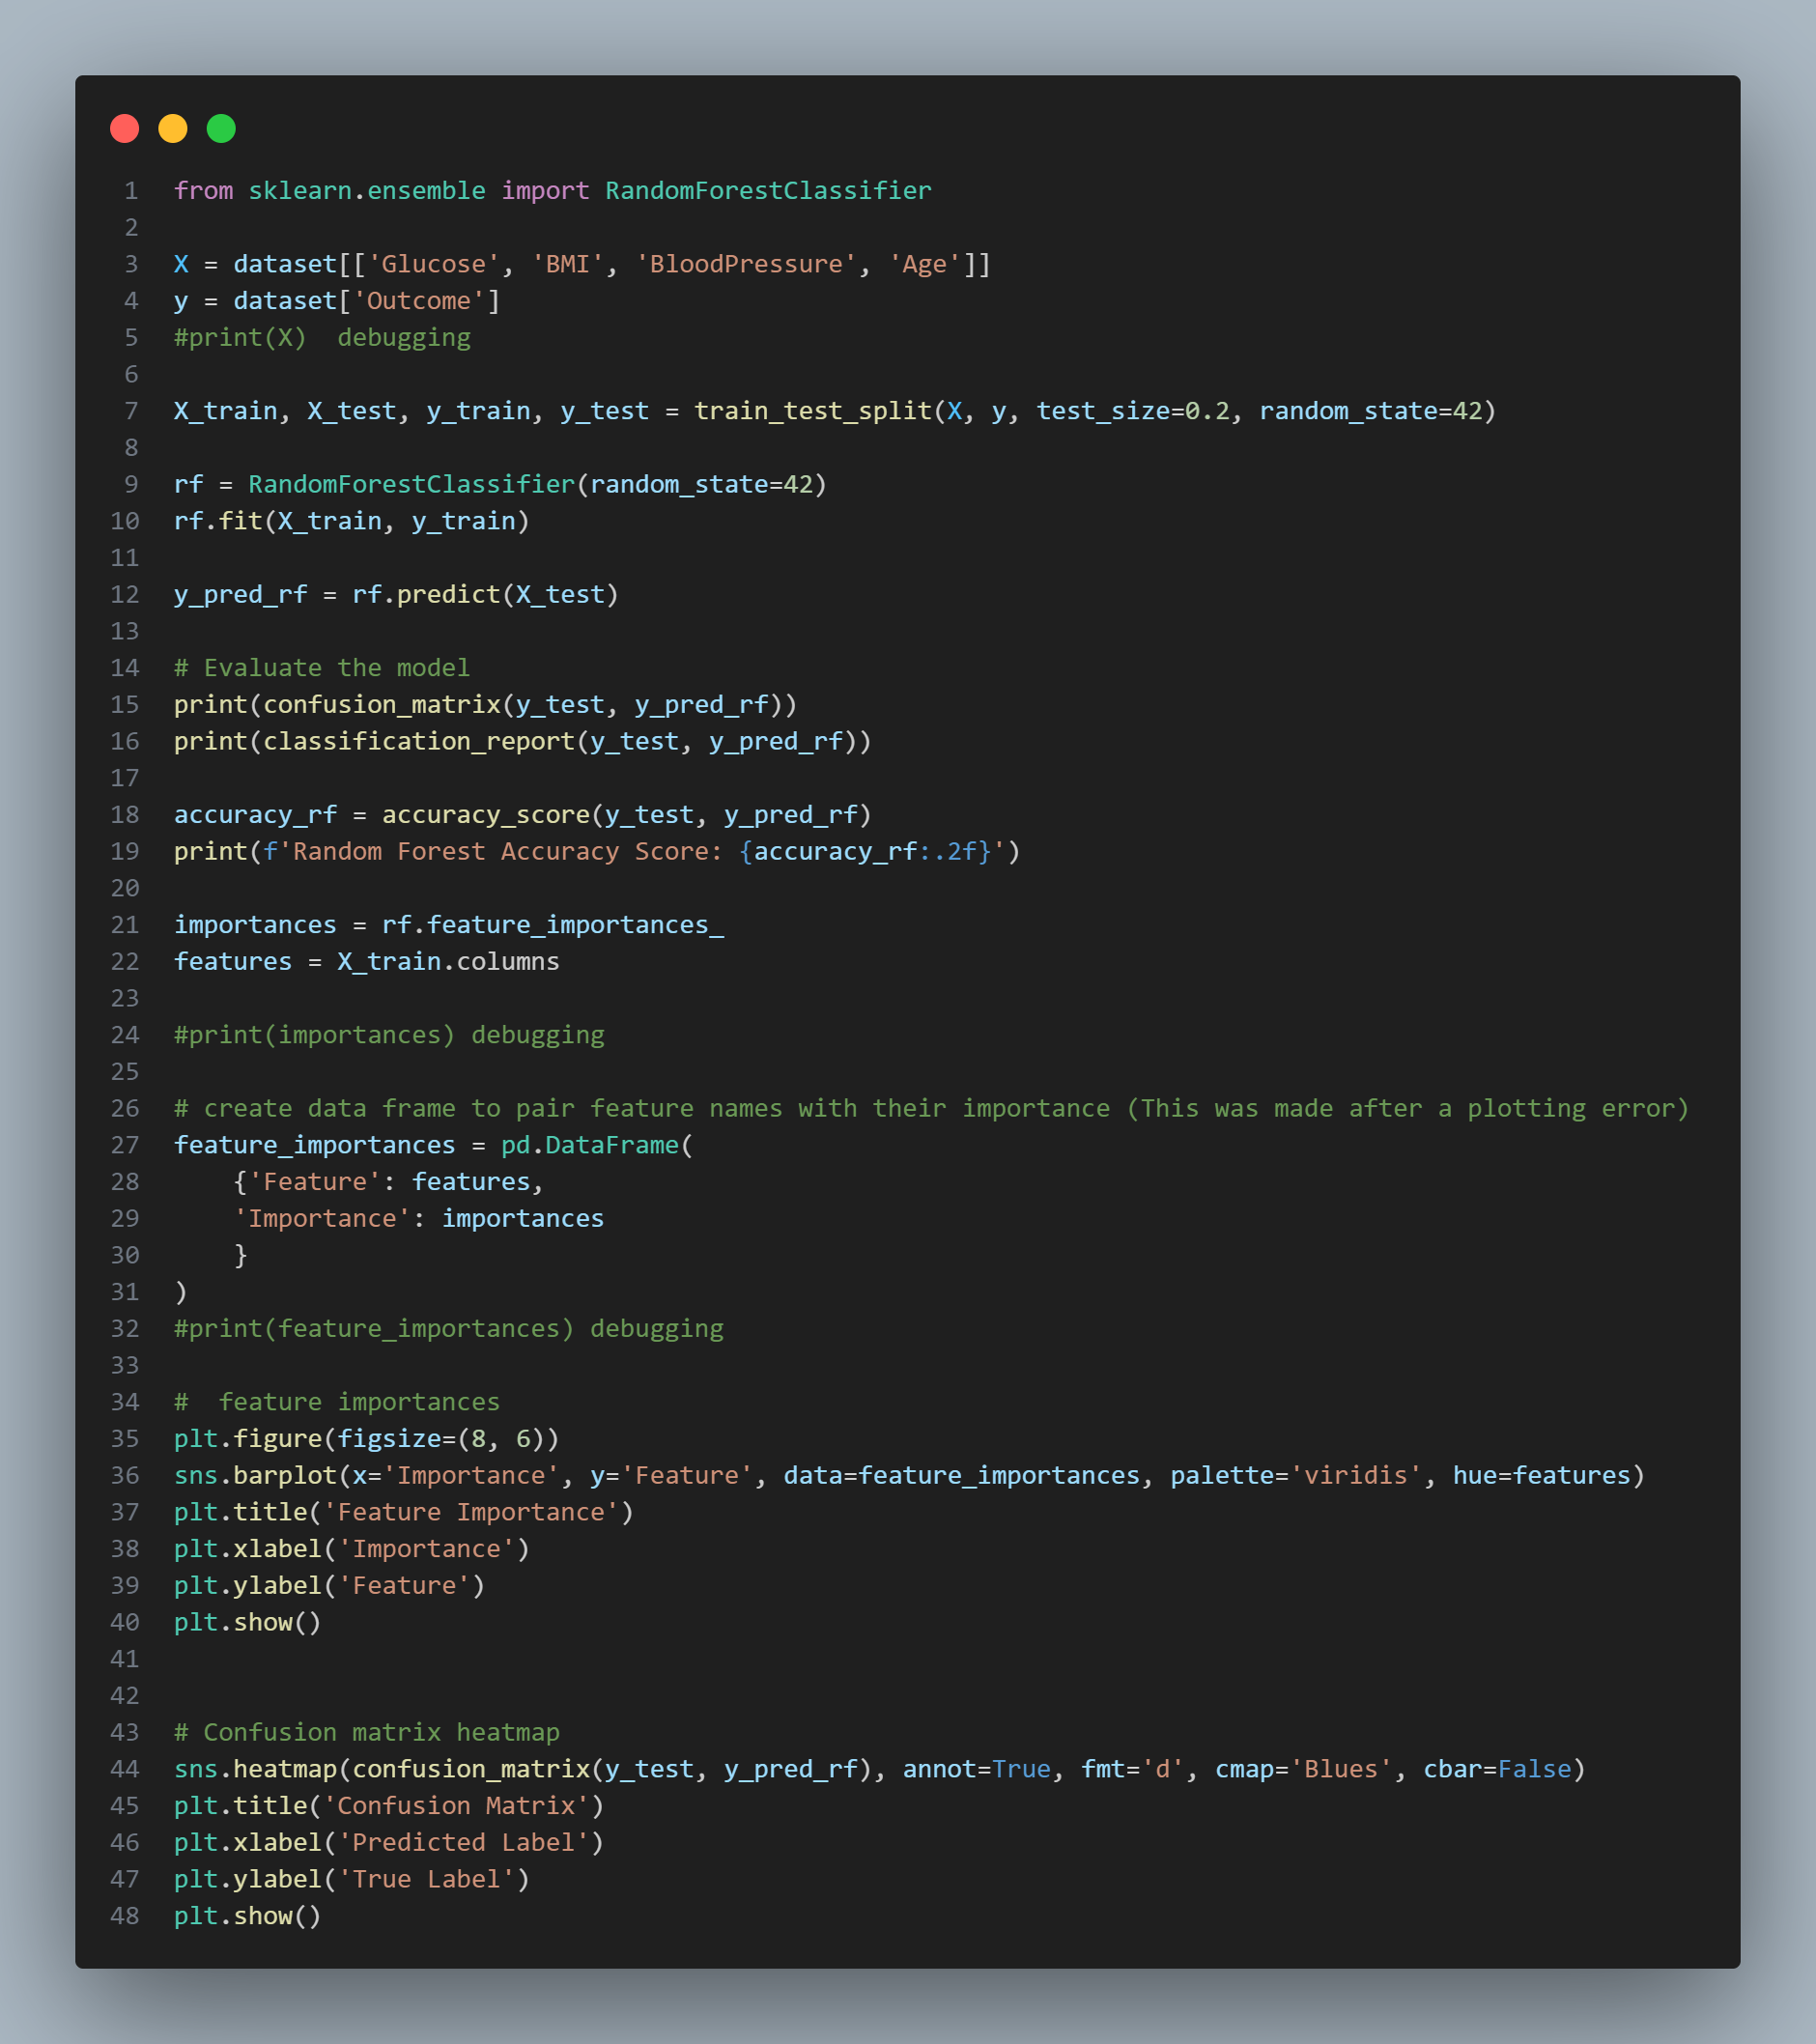 1 from sklearn.ensemble import RandomForestClassifier
2
3 X = dataset[['Glucose', 'BMI', 'BloodPressure', 'Age']]
4 y = dataset['Outcome']
5 #print(X)  debugging
6
7 X_train, X_test, y_train, y_test = train_test_split(X, y, test_size=0.2, random_state=42)
8
9 rf = RandomForestClassifier(random_state=42)
10 rf.fit(X_train, y_train)
11
12 y_pred_rf = rf.predict(X_test)
13
14 # Evaluate the model
15 print(confusion_matrix(y_test, y_pred_rf))
16 print(classification_report(y_test, y_pred_rf))
17
18 accuracy_rf = accuracy_score(y_test, y_pred_rf)
19 print(f'Random Forest Accuracy Score: {accuracy_rf:.2f}')
20
21 importances = rf.feature_importances_
22 features = X_train.columns
23
24 #print(importances) debugging
25
26 # create data frame to pair feature names with their importance (This was made after a plotting error)
27 feature_importances = pd.DataFrame(
28     {'Feature': features,
29     'Importance': importances
30     }
31 )
32 #print(feature_importances) debugging
33
34 #  feature importances
35 plt.figure(figsize=(8, 6))
36 sns.barplot(x='Importance', y='Feature', data=feature_importances, palette='viridis', hue=features)
37 plt.title('Feature Importance')
38 plt.xlabel('Importance')
39 plt.ylabel('Feature')
40 plt.show()
41
42
43 # Confusion matrix heatmap
44 sns.heatmap(confusion_matrix(y_test, y_pred_rf), annot=True, fmt='d', cmap='Blues', cbar=False)
45 plt.title('Confusion Matrix')
46 plt.xlabel('Predicted Label')
47 plt.ylabel('True Label')
48 plt.show()